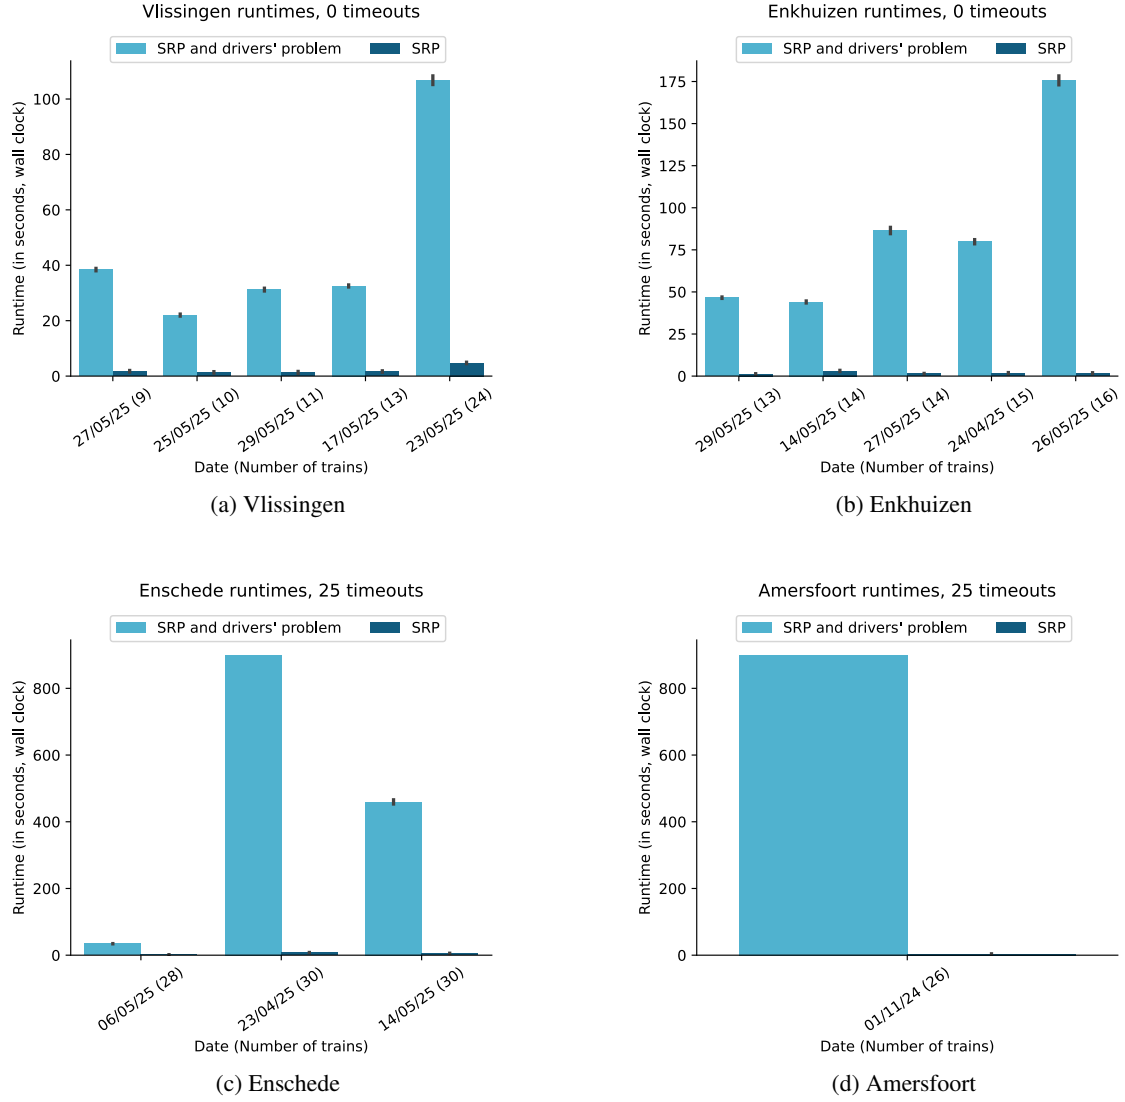 Vlissingen runtimes, 0 timeouts
SRP and drivers' problem SRP
Runtime (in seconds, wall clock)
100
80
60
40
20
0
27/05/25 (9) 25/05/25 (10) 29/05/25 (11) 17/05/25 (13) 23/05/25 (24)
Date (Number of trains)
(a) Vlissingen
Enkhuizen runtimes, 0 timeouts
SRP and drivers' problem SRP
Runtime (in seconds, wall clock)
175
150
125
100
75
50
25
0
29/05/25 (13) 14/05/25 (14) 27/05/25 (14) 24/04/25 (15) 26/05/25 (16)
Date (Number of trains)
(b) Enkhuizen
Enschede runtimes, 25 timeouts
SRP and drivers' problem SRP
Runtime (in seconds, wall clock)
800
600
400
200
0
06/05/25 (28) 23/04/25 (30) 14/05/25 (30)
Date (Number of trains)
(c) Enschede
Amersfoort runtimes, 25 timeouts
SRP and drivers' problem SRP
Runtime (in seconds, wall clock)
800
600
400
200
0
01/11/24 (26)
Date (Number of trains)
(d) Amersfoort